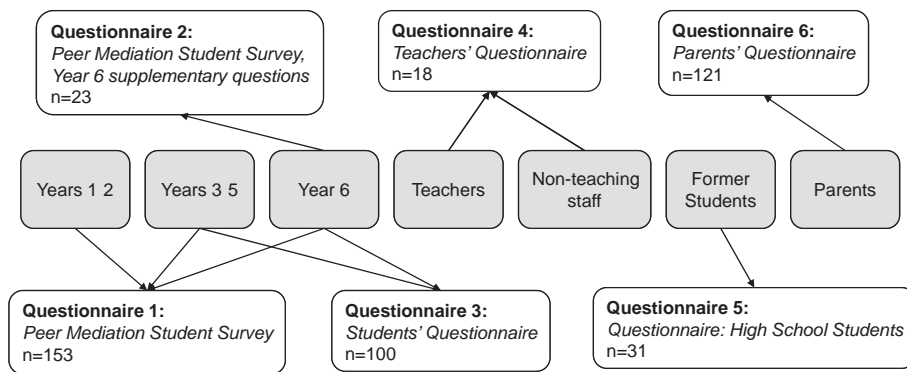 Questionnaire 2:
Peer Mediation Student Survey,
Year 6 supplementary questions
n=23
Questionnaire 4:
Teachers’ Questionnaire
n=18
Questionnaire 6:
Parents’ Questionnaire
n=121
Years 1 2
Years 3 5
Year 6
Teachers
Non-teaching
staff
Former
Students
Parents
Questionnaire 1:
Peer Mediation Student Survey
n=153
Questionnaire 3:
Students’ Questionnaire
n=100
Questionnaire 5:
Questionnaire: High School Students
n=31